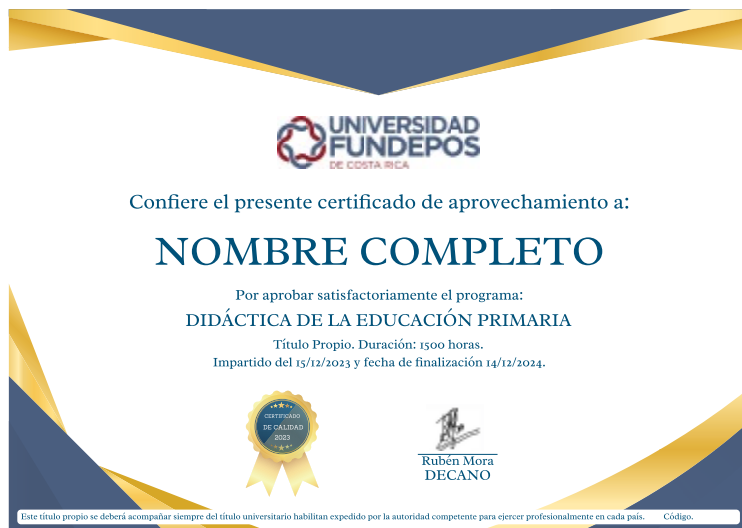 UNIVERSIDAD
FUNDEPOS
DE COSTA RICA
Confiere el presente certificado de aprovechamiento a:
NOMBRE COMPLETO
Por aprobar satisfactoriamente el programa:
DIDÁCTICA DE LA EDUCACIÓN PRIMARIA
Título Propio. Duración: 1500 horas.
Impartido del 15/12/2023 y fecha de finalización 14/12/2024.
CERTIFICADO
DE CALIDAD
2023
Rubén Mora
DECANO
Este título propio se deberá acompañar siempre del título universitario habilitan expedido por la autoridad competente para ejercer profesionalmente en cada país. Código.